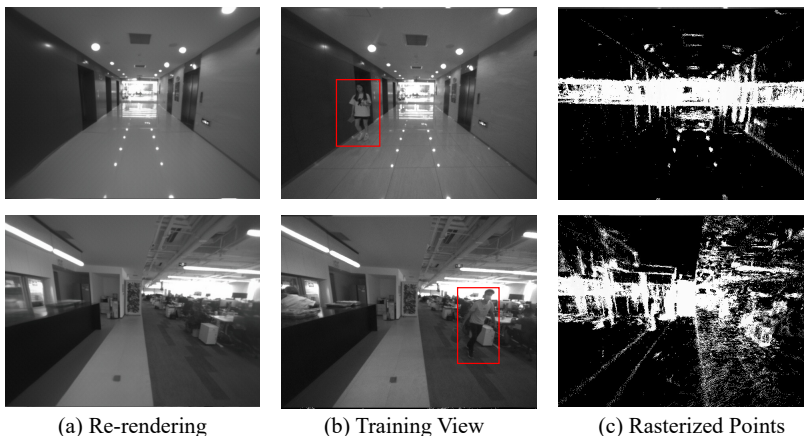 (a) Re-rendering
(b) Training View
(c) Rasterized Points